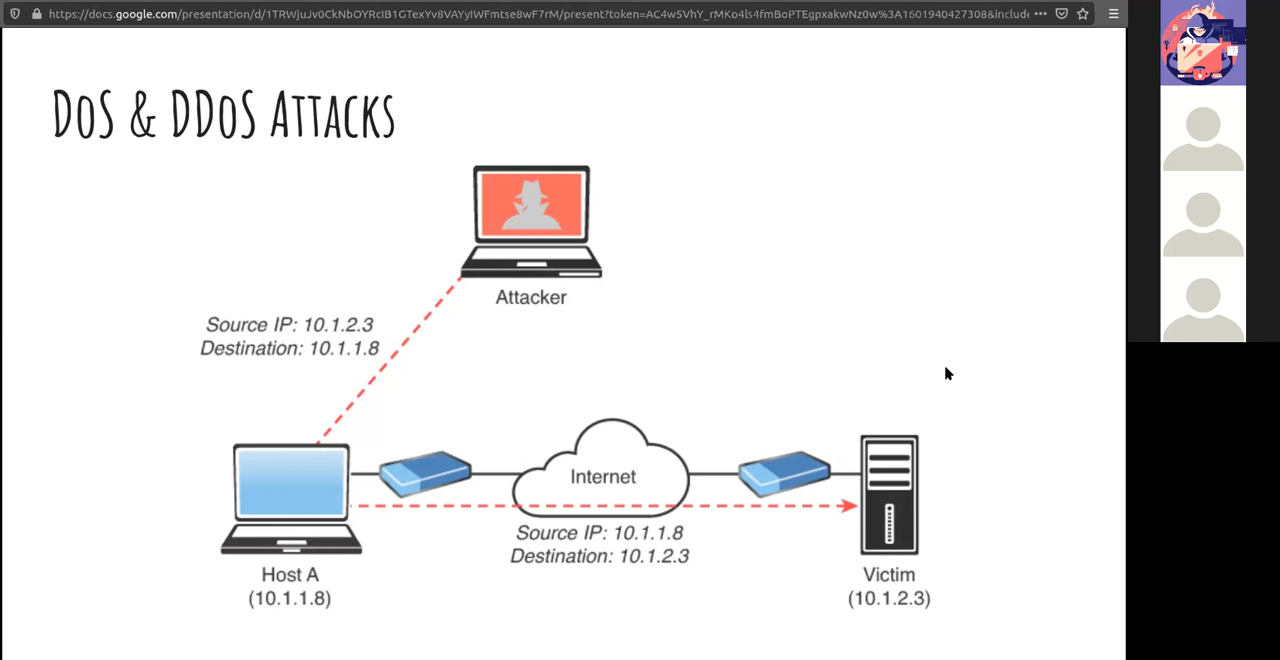 https://docs.google.com/presentation/d/1TRWjuJv0CkNbOYRcIB1GTexYv8VAYyIWFmtse8wF7rM/present?token=AC4w5VhY_rMKo4ls4fmBoPTEgpxakwNz0w%3A1601940427308&include
DoS & DDoS Attacks
Attacker
Source IP: 10.1.2.3
Destination: 10.1.1.8
Internet
Source IP: 10.1.1.8
Destination: 10.1.2.3
Host A
(10.1.1.8)
Victim
(10.1.2.3)